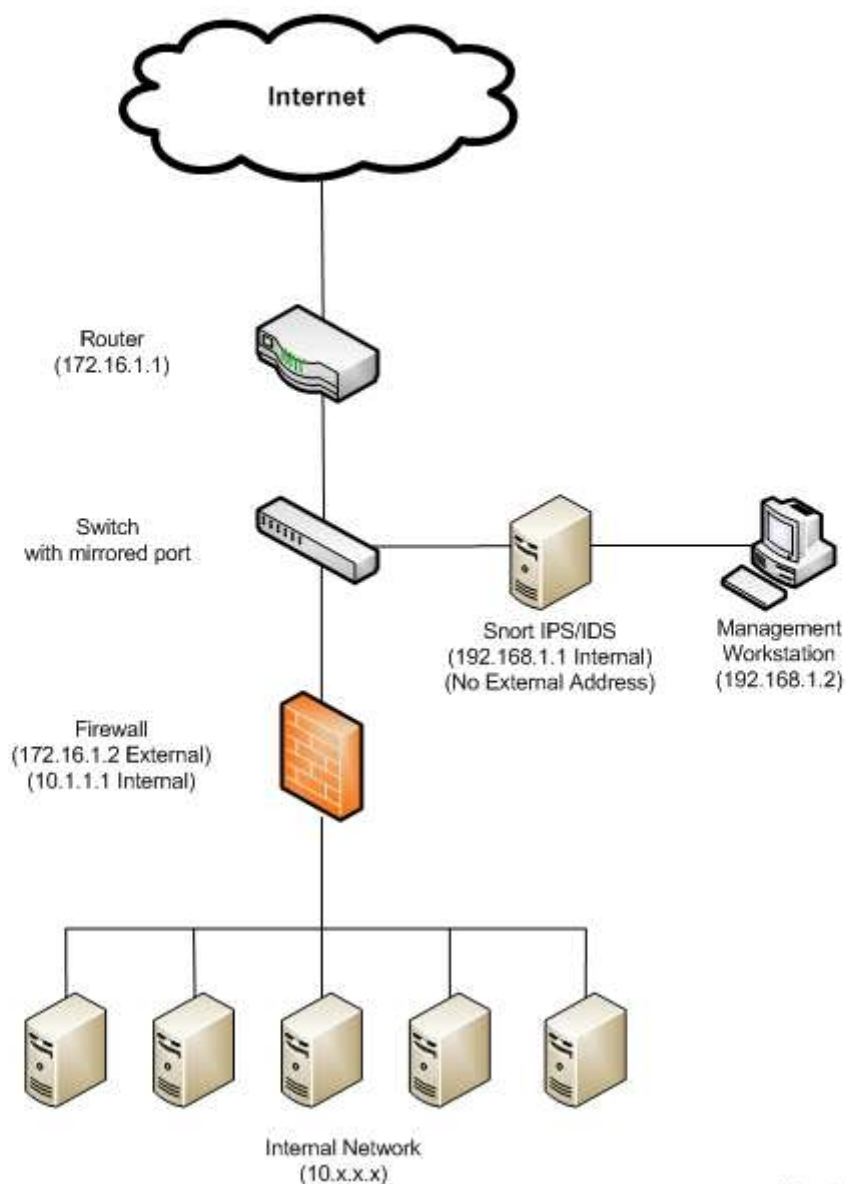 Internet
Router
(172.16.1.1)
Switch
with mirrored port
Snort IPS/IDS
(192.168.1.1 Internal)
(No External Address)
Management
Workstation
(192.168.1.2)
Firewall
(172.16.1.2 External)
(10.1.1.1 Internal)
Internal Network
(10.x.x.x)